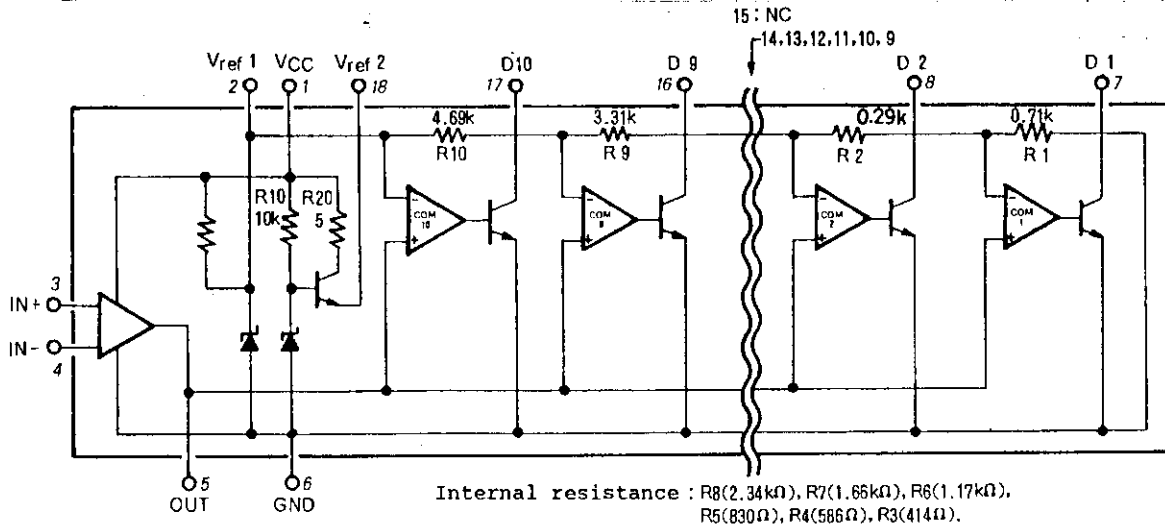 15: NC
14,13,12,11,10, 9
Vref 1 VCC Vref 2 D10 D 9 D 2 D 1
2 1 18 17 16 8 7
4.69k 3.31k 0.29k 0.71k
R10 R 9 R 2 R 1
R10 R20
10k 5
COM 10
COM 9
COM 2
COM 1
- - - -
+ + + +
3
IN+
IN-
4
5 6
OUT GND
Internal resistance : R8(2.34kΩ), R7(1.66kΩ), R6(1.17kΩ),
R5(830Ω), R4(586Ω), R3(414Ω).